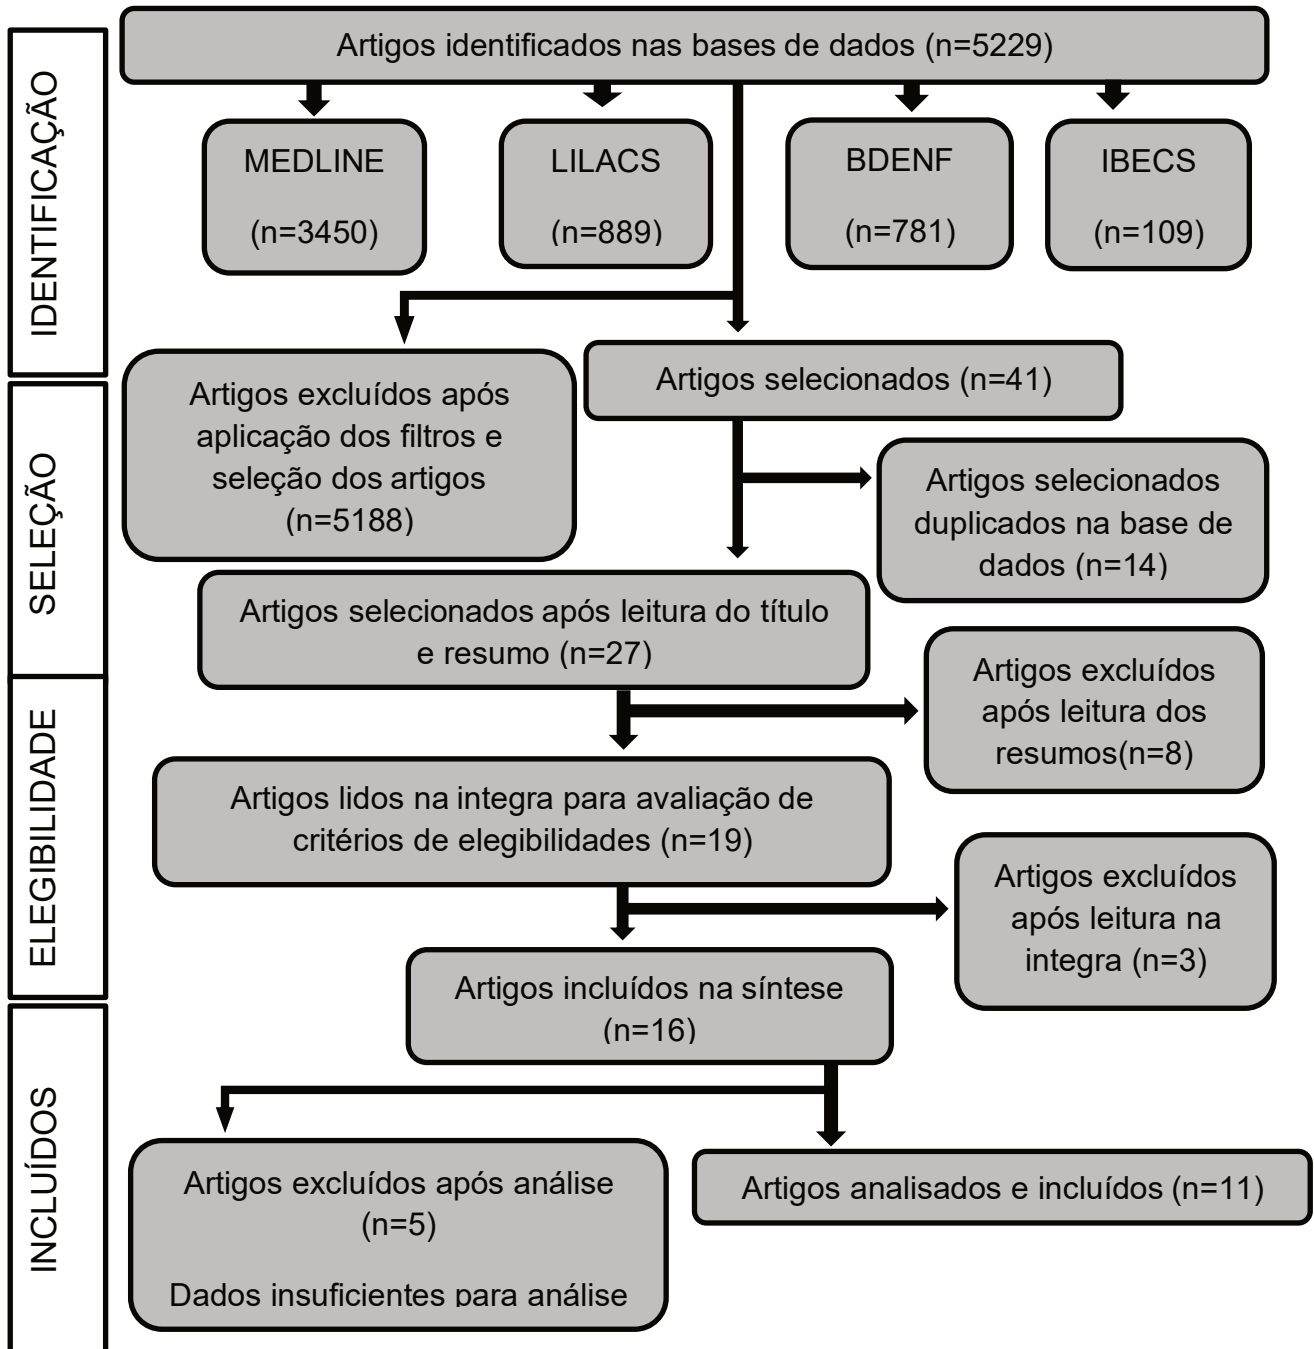 IDENTIFICAÇÃO
Artigos identificados nas bases de dados (n=5229)
MEDLINE
(n=3450)
LILACS
(n=889)
BDENF
(n=781)
IBECS
(n=109)
SELEÇÃO
Artigos excluídos após
aplicação dos filtros e
seleção dos artigos
(n=5188)
Artigos selecionados (n=41)
Artigos selecionados
duplicados na base de
dados (n=14)
Artigos selecionados após leitura do título
e resumo (n=27)
Artigos excluídos
após leitura dos
resumos(n=8)
ELEGIBILIDADE
Artigos lidos na integra para avaliação de
critérios de elegibilidades (n=19)
Artigos excluídos
após leitura na
integra (n=3)
Artigos incluídos na síntese
(n=16)
INCLUÍDOS
Artigos excluídos após análise
(n=5)
Dados insuficientes para análise
Artigos analisados e incluídos (n=11)